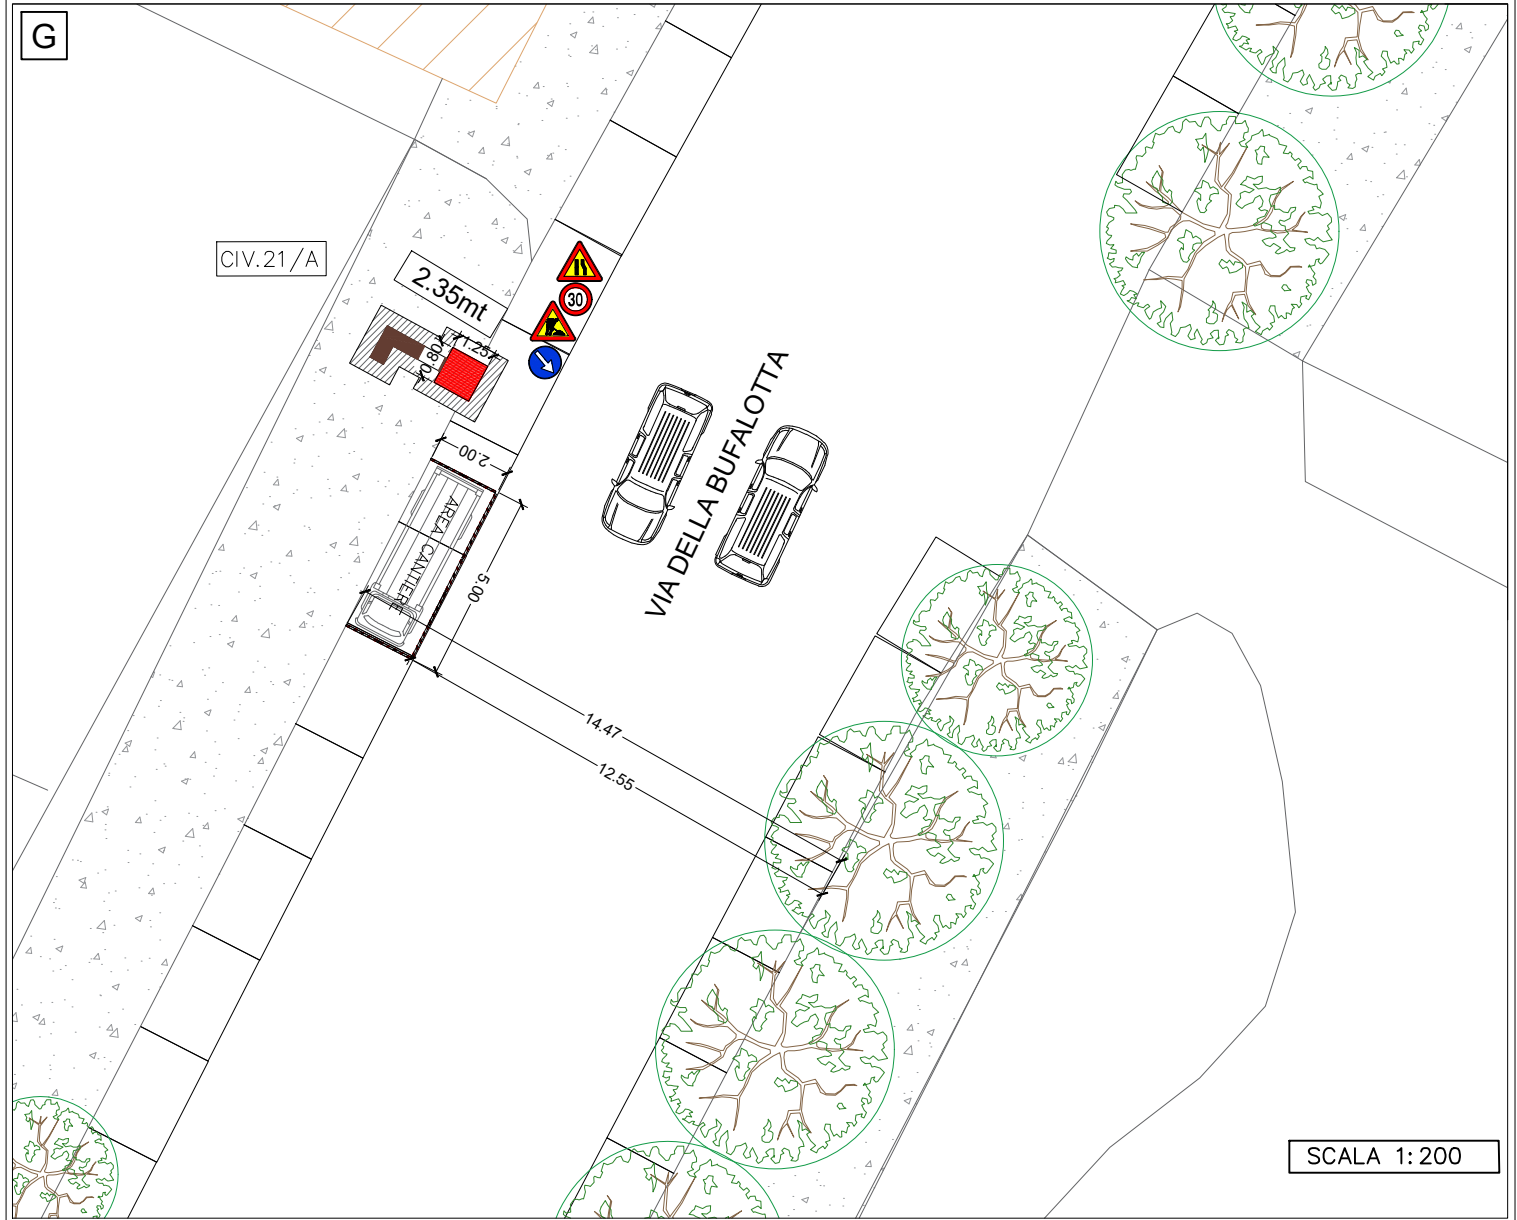 G
CIV.21/A
2.35mt
30
1.25
0.80
2.00
AREA CANTIERE
5.00
VIA DELLA BUFALOTTA
14.47
12.55
SCALA 1:200